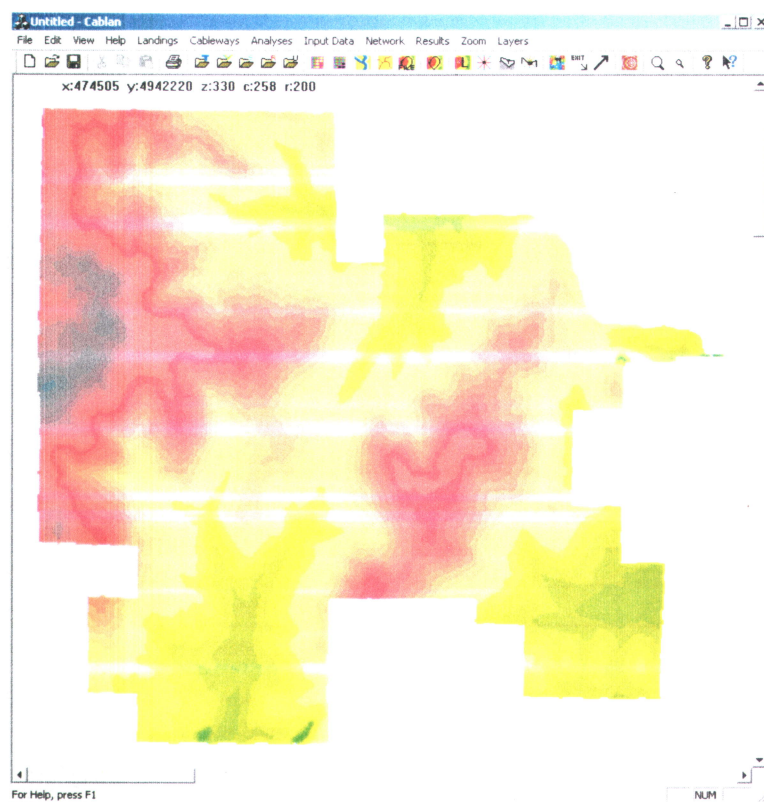 Untitled - Cablan
File Edit View Help Landings Cableways Analyses Input Data Network Results Zoom Layers
EXIT
x:474505 y:4942220 z:330 c:258 r:200
For Help, press F1 NUM